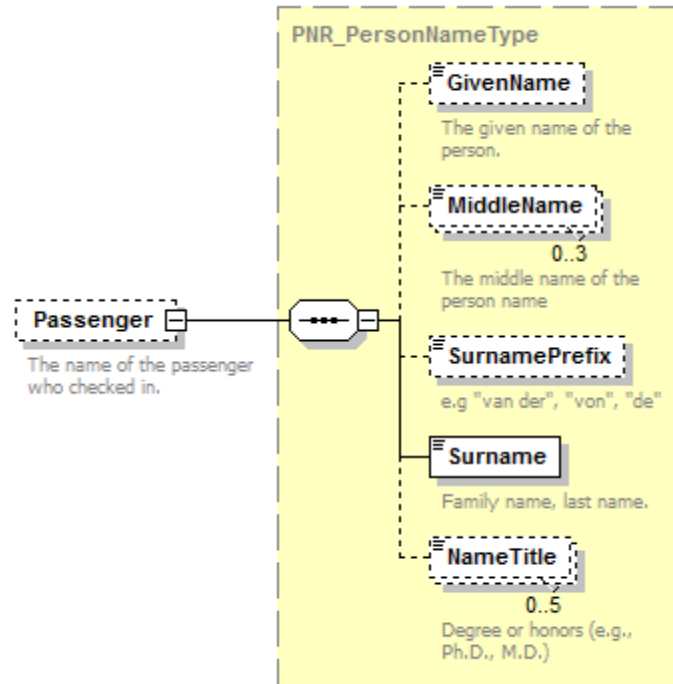 PNR_PersonNameType
GivenName
The given name of the
person.
MiddleName
0..3
The middle name of the
person name
Passenger
The name of the passenger
who checked in.
SurnamePrefix
e.g "van der", "von", "de"
Surname
Family name, last name.
NameTitle
0..5
Degree or honors (e.g.,
Ph.D., M.D.)